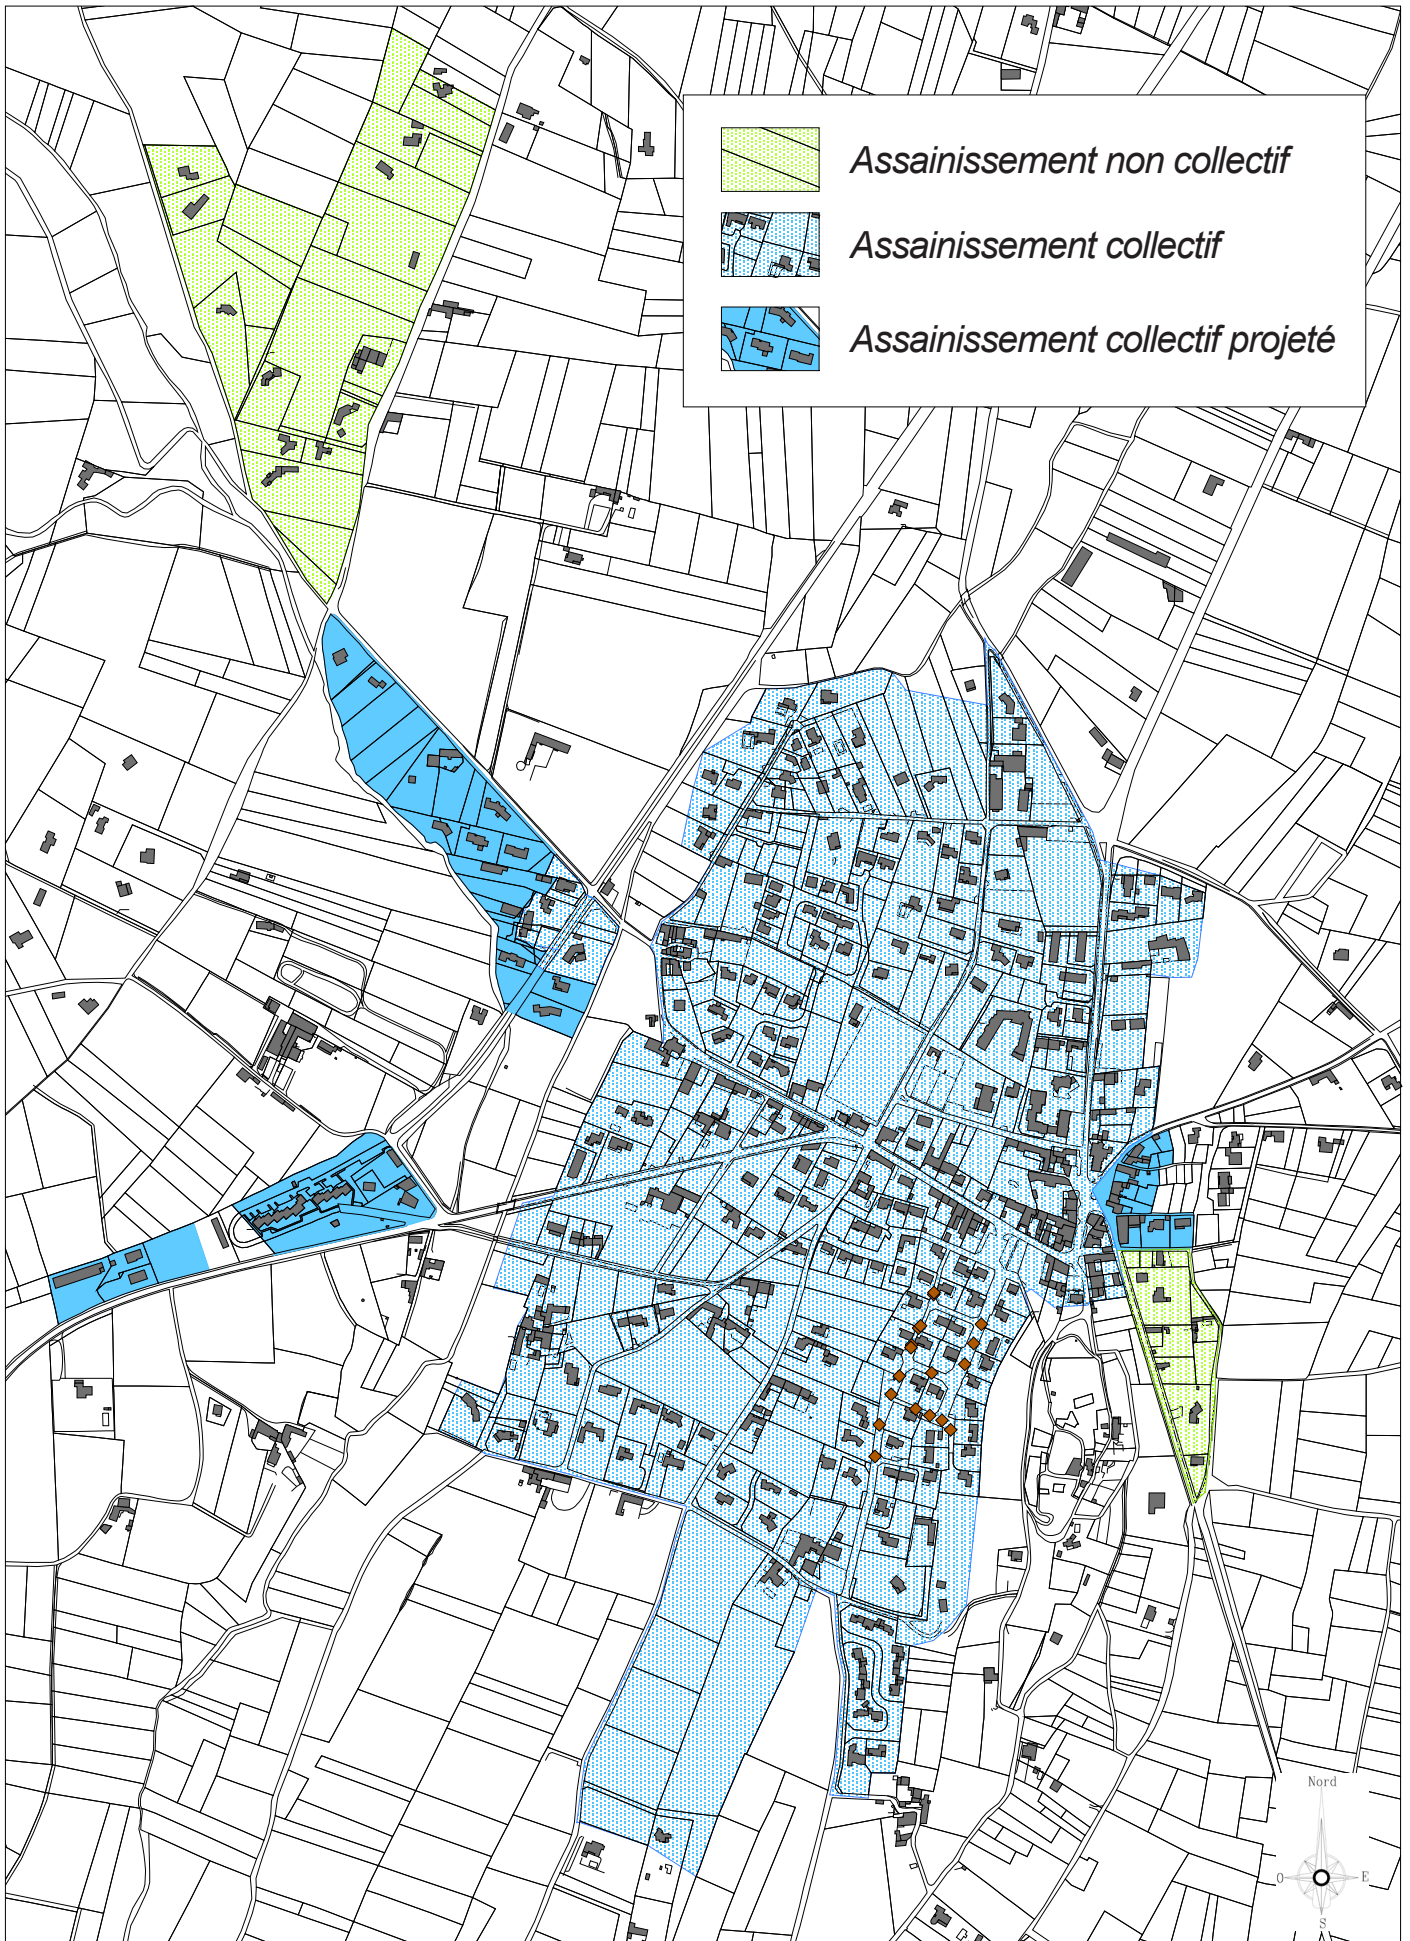 Assainissement non collectif
Assainissement collectif
Assainissement collectif projeté
Nord
O
E
S